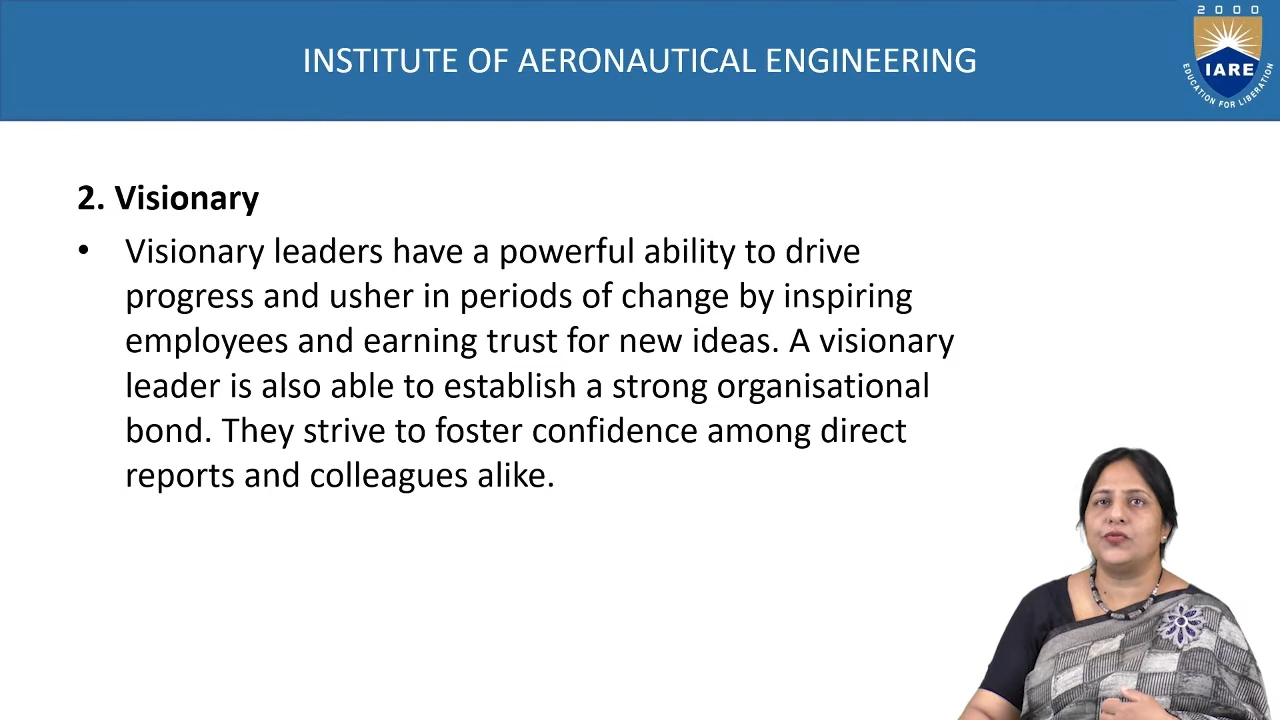 2000
INSTITUTE OF AERONAUTICAL ENGINEERING
IARE
EDUCATION FOR LIBERATION
2. Visionary
• Visionary leaders have a powerful ability to drive
progress and usher in periods of change by inspiring
employees and earning trust for new ideas. A visionary
leader is also able to establish a strong organisational
bond. They strive to foster confidence among direct
reports and colleagues alike.